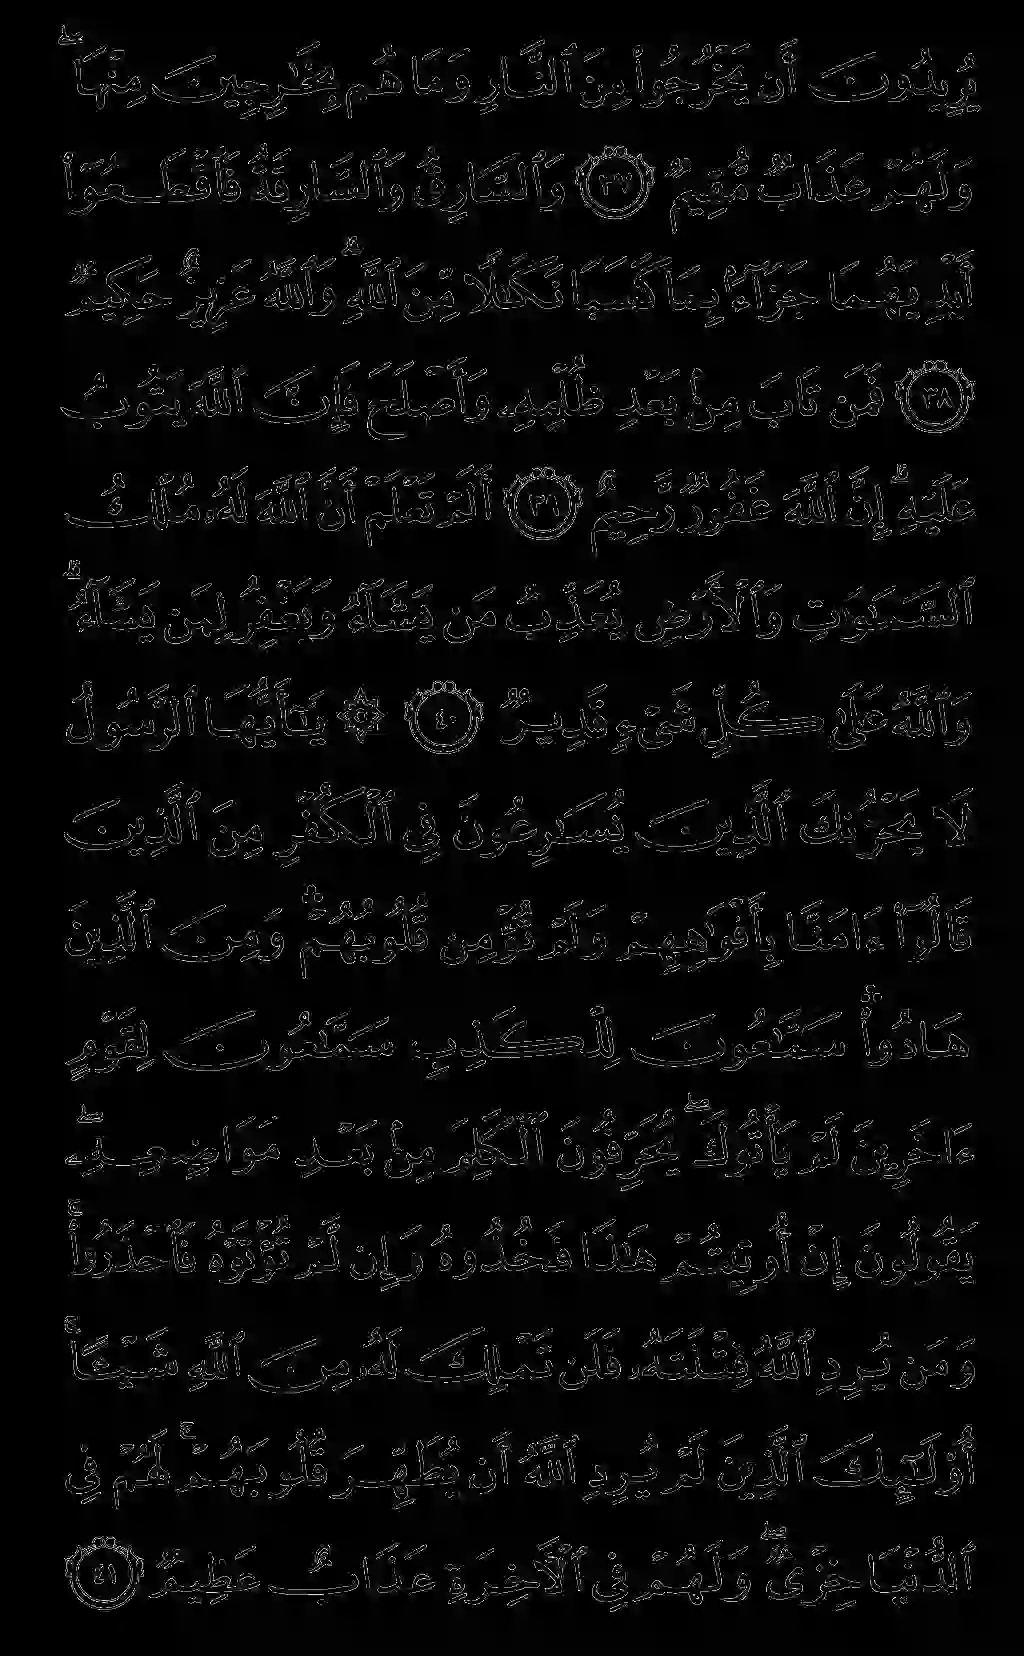 يُرِيدُونَ أَن يَخْرُجُوا۟ مِنَ ٱلنَّارِ وَمَا هُم بِخَـٰرِجِينَ مِنْهَا ۖ
وَلَهُمْ عَذَابٌ مُّقِيمٌ ٣٧ وَٱلسَّارِقُ وَٱلسَّارِقَةُ فَٱقْطَعُوٓا۟
أَيْدِيَهُمَا جَزَآءًۢ بِمَا كَسَبَا نَكَـٰلًا مِّنَ ٱللَّهِ ۗ وَٱللَّهُ عَزِيزٌ حَكِيمٌ
٣٨ فَمَن تَابَ مِنۢ بَعْدِ ظُلْمِهِۦ وَأَصْلَحَ فَإِنَّ ٱللَّهَ يَتُوبُ
عَلَيْهِ ۗ إِنَّ ٱللَّهَ غَفُورٌ رَّحِيمٌ ٣٩ أَلَمْ تَعْلَمْ أَنَّ ٱللَّهَ لَهُۥ مُلْكُ
ٱلسَّمَـٰوَٰتِ وَٱلْأَرْضِ يُعَذِّبُ مَن يَشَآءُ وَيَغْفِرُ لِمَن يَشَآءُ ۗ
وَٱللَّهُ عَلَىٰ كُلِّ شَىْءٍ قَدِيرٌ ٤٠ ۞ يَـٰٓأَيُّهَا ٱلرَّسُولُ
لَا يَحْزُنكَ ٱلَّذِينَ يُسَـٰرِعُونَ فِى ٱلْكُفْرِ مِنَ ٱلَّذِينَ
قَالُوٓا۟ ءَامَنَّا بِأَفْوَٰهِهِمْ وَلَمْ تُؤْمِن قُلُوبُهُمْ ۛ وَمِنَ ٱلَّذِينَ
هَادُوا۟ ۛ سَمَّـٰعُونَ لِلْكَذِبِ سَمَّـٰعُونَ لِقَوْمٍ
ءَاخَرِينَ لَمْ يَأْتُوكَ ۖ يُحَرِّفُونَ ٱلْكَلِمَ مِنۢ بَعْدِ مَوَاضِعِهِۦ ۖ
يَقُولُونَ إِنْ أُوتِيتُمْ هَـٰذَا فَخُذُوهُ وَإِن لَّمْ تُؤْتَوْهُ فَٱحْذَرُوا۟ ۚ
وَمَن يُرِدِ ٱللَّهُ فِتْنَتَهُۥ فَلَن تَمْلِكَ لَهُۥ مِنَ ٱللَّهِ شَيْـًٔا ۚ
أُو۟لَـٰٓئِكَ ٱلَّذِينَ لَمْ يُرِدِ ٱللَّهُ أَن يُطَهِّرَ قُلُوبَهُمْ ۚ لَهُمْ فِى
ٱلدُّنْيَا خِزْىٌ ۖ وَلَهُمْ فِى ٱلْـَٔاخِرَةِ عَذَابٌ عَظِيمٌ ٤١